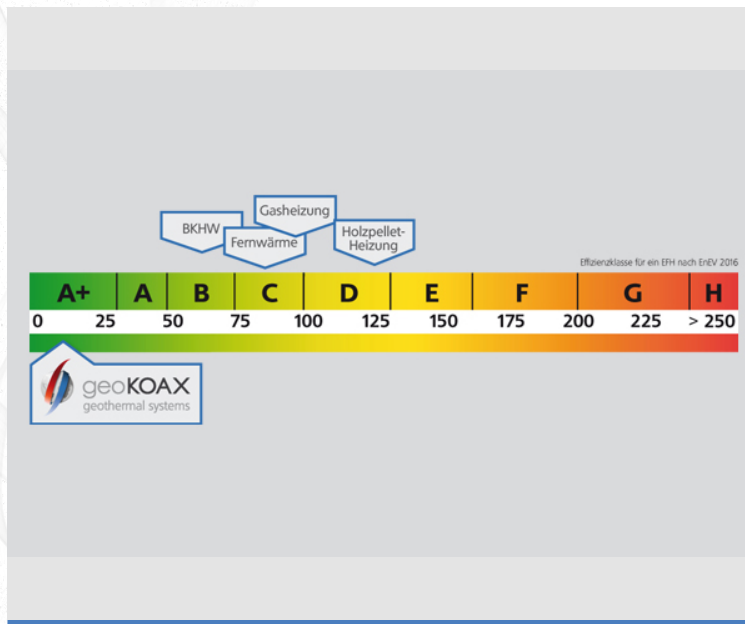 Gasheizung
BKHW
Fernwärme
Holzpellet-
Heizung
Effizienzklasse für ein EFH nach EnEV 2016
A+ A B C D E F G H
0 25 50 75 100 125 150 175 200 225 > 250
geoKOAX
geothermal systems